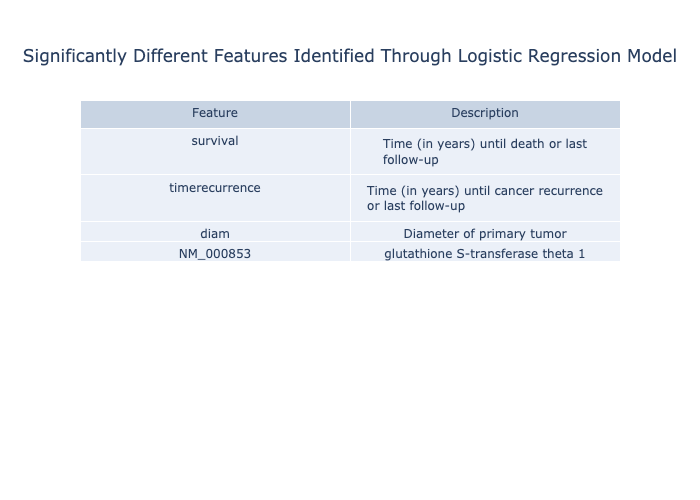 Significantly Different Features Identified Through Logistic Regression Model
Feature Description
survival Time (in years) until death or last
follow-up
timerecurrence Time (in years) until cancer recurrence
or last follow-up
diam Diameter of primary tumor
NM_000853 glutathione S-transferase theta 1